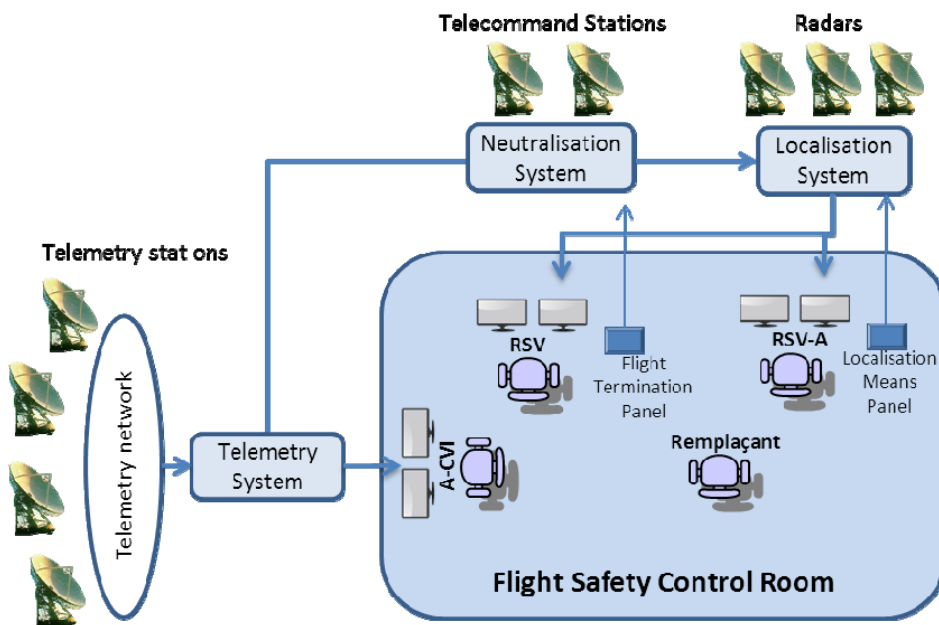 Telecommand Stations
Radars
Neutralisation
System
Localisation
System
Telemetry stat ons
Telemetry network
Telemetry
System
RSV
Flight
Termination
Panel
RSV-A
Localisation
Means
Panel
A-CVI
Remplaçant
Flight Safety Control Room